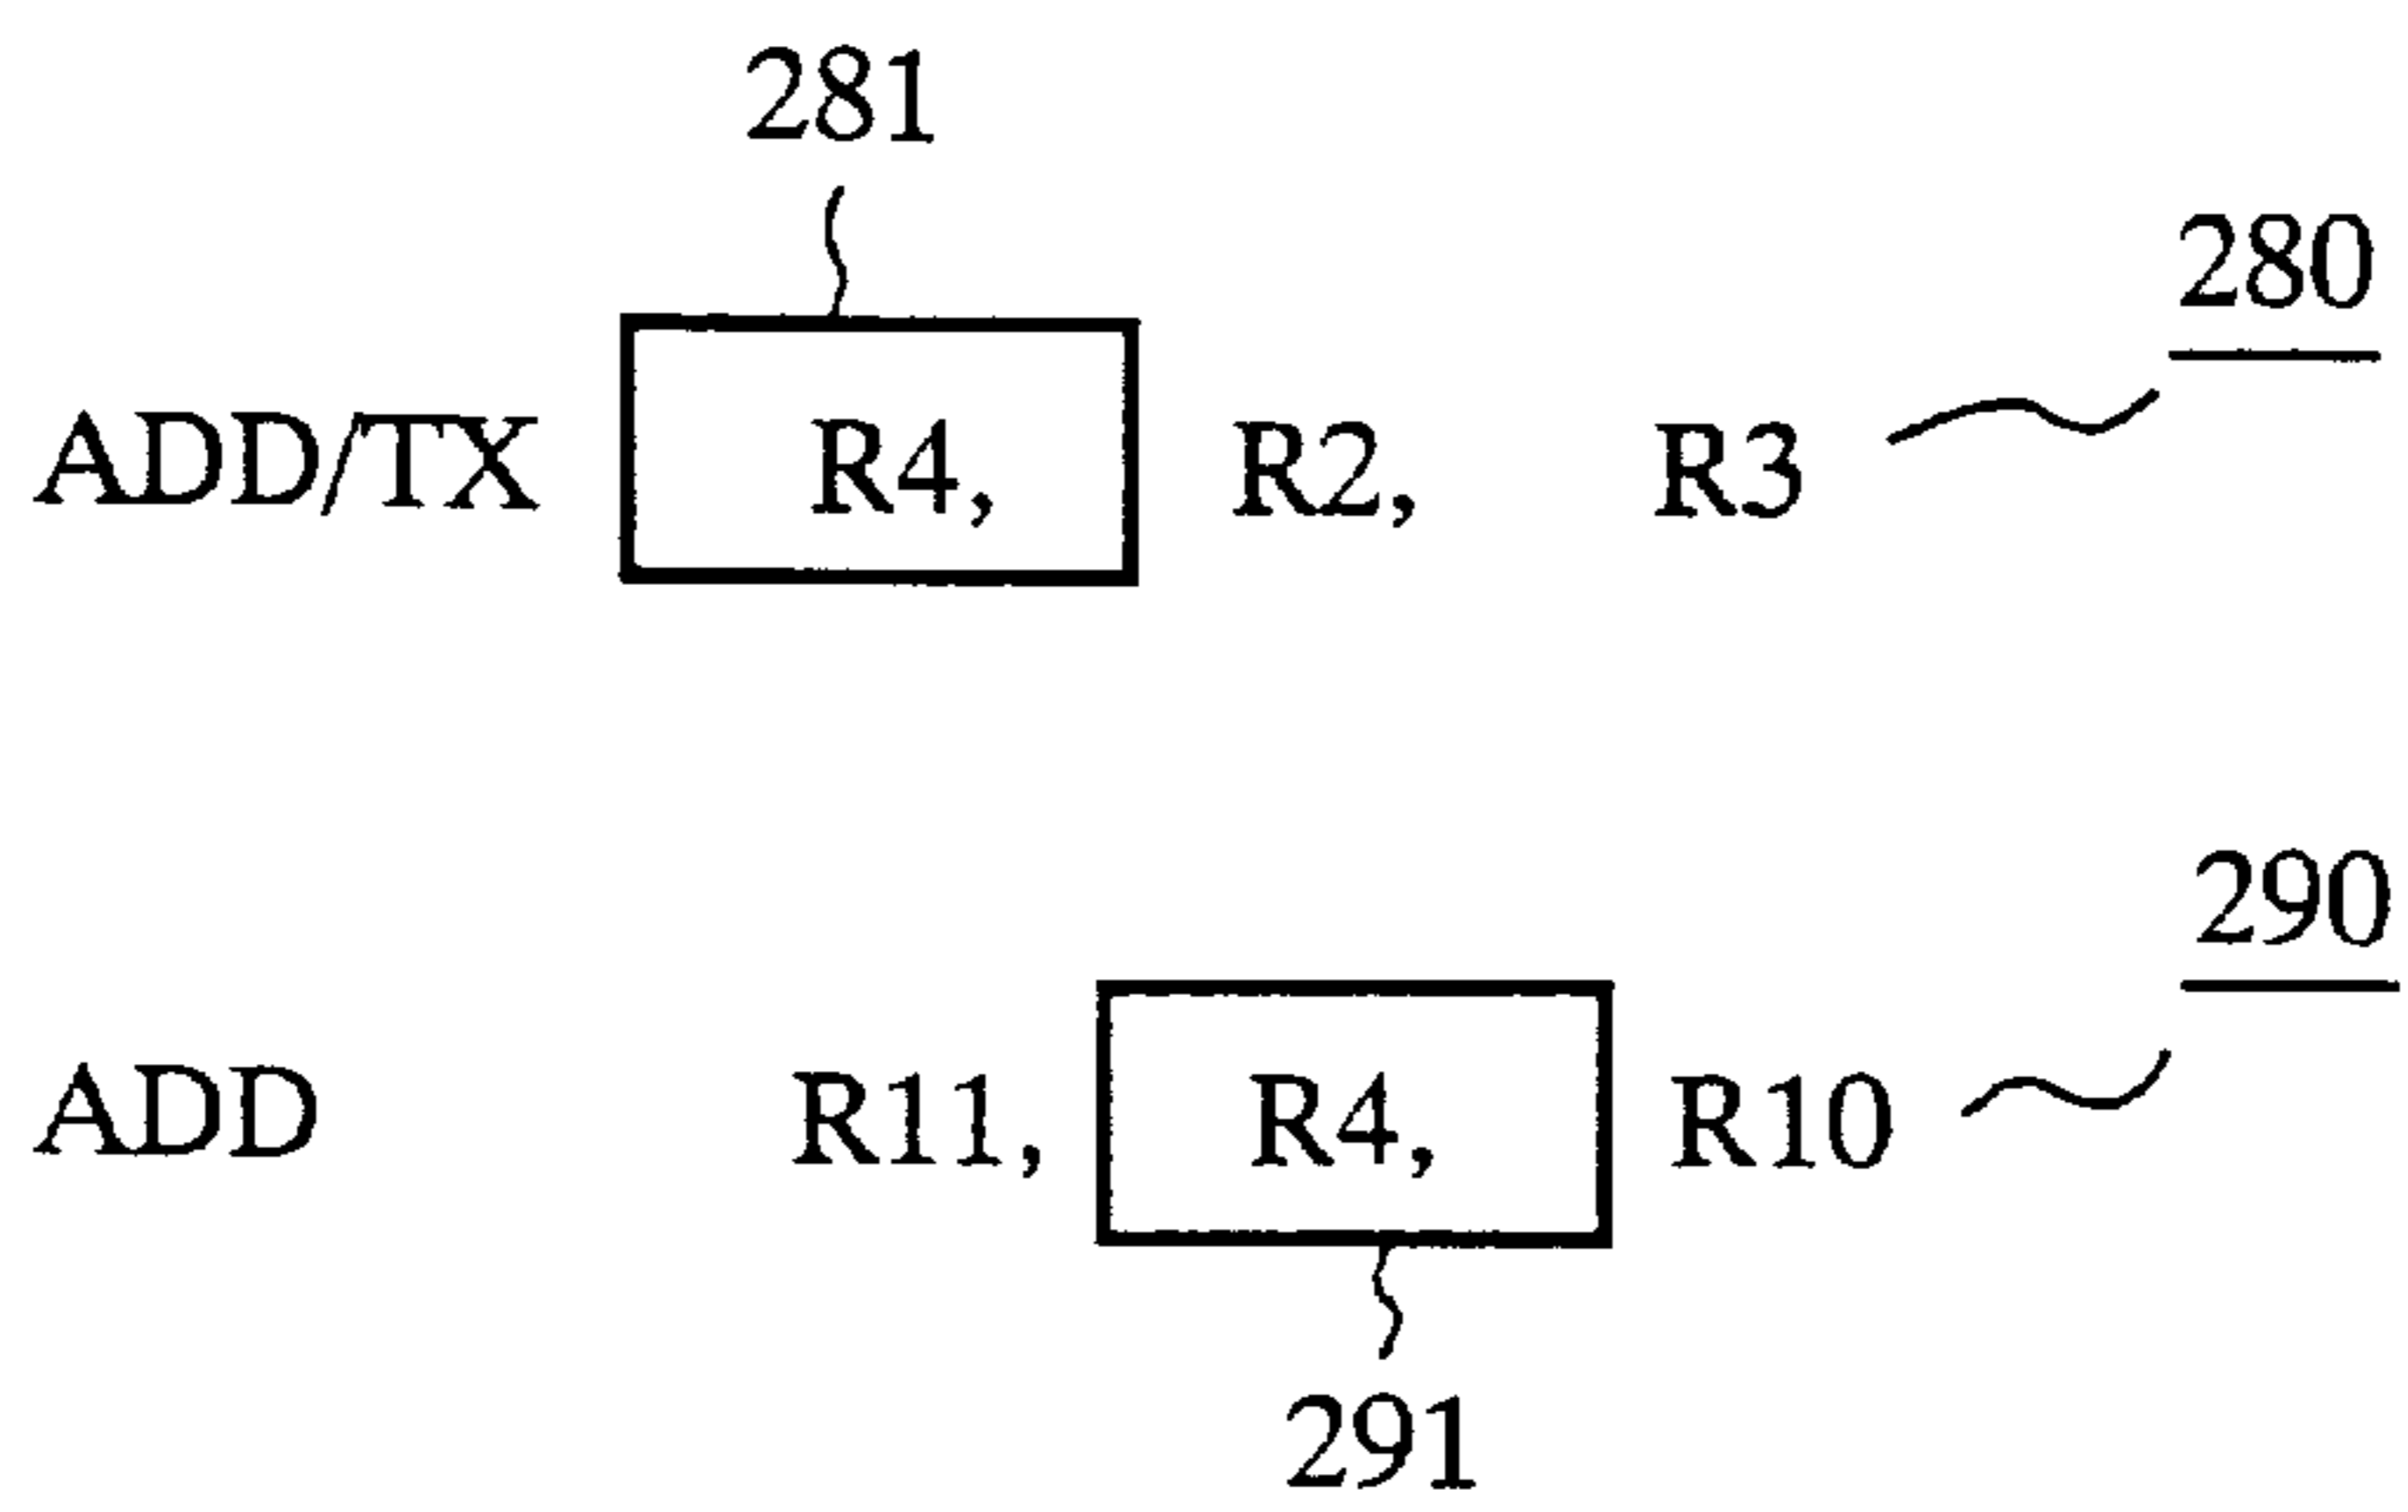 281
280
ADD/TX R4, R2, R3
290
ADD R11, R4, R10
291